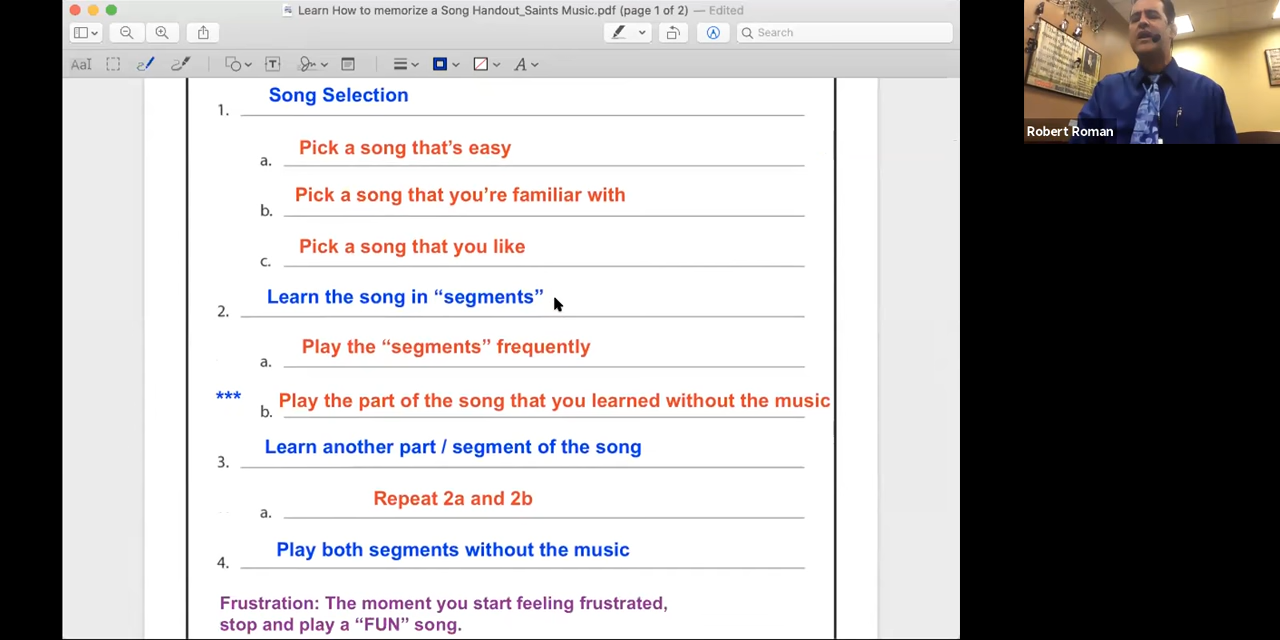 Learn How to memorize a Song Handout_Saints Music.pdf (page 1 of 2) — Edited
Search
AaI
T
A
Robert Roman
1. Song Selection
a. Pick a song that's easy
b. Pick a song that you're familiar with
c. Pick a song that you like
2. Learn the song in “segments”
a. Play the “segments” frequently
*** b. Play the part of the song that you learned without the music
3. Learn another part / segment of the song
a. Repeat 2a and 2b
4. Play both segments without the music
Frustration: The moment you start feeling frustrated,
stop and play a “FUN” song.